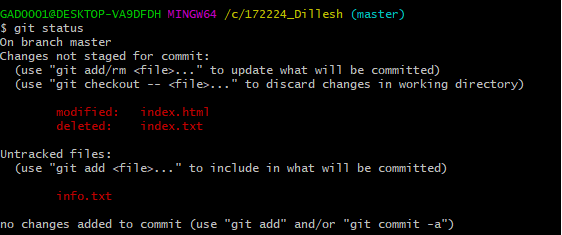 GAD0001@DESKTOP-VA9DFDH MINGW64 /c/172224_Dillesh (master)
$ git status
On branch master
Changes not staged for commit:
  (use "git add/rm <file>..." to update what will be committed)
  (use "git checkout -- <file>..." to discard changes in working directory)
        modified:   index.html
        deleted:    index.txt
Untracked files:
  (use "git add <file>..." to include in what will be committed)
        info.txt
no changes added to commit (use "git add" and/or "git commit -a")